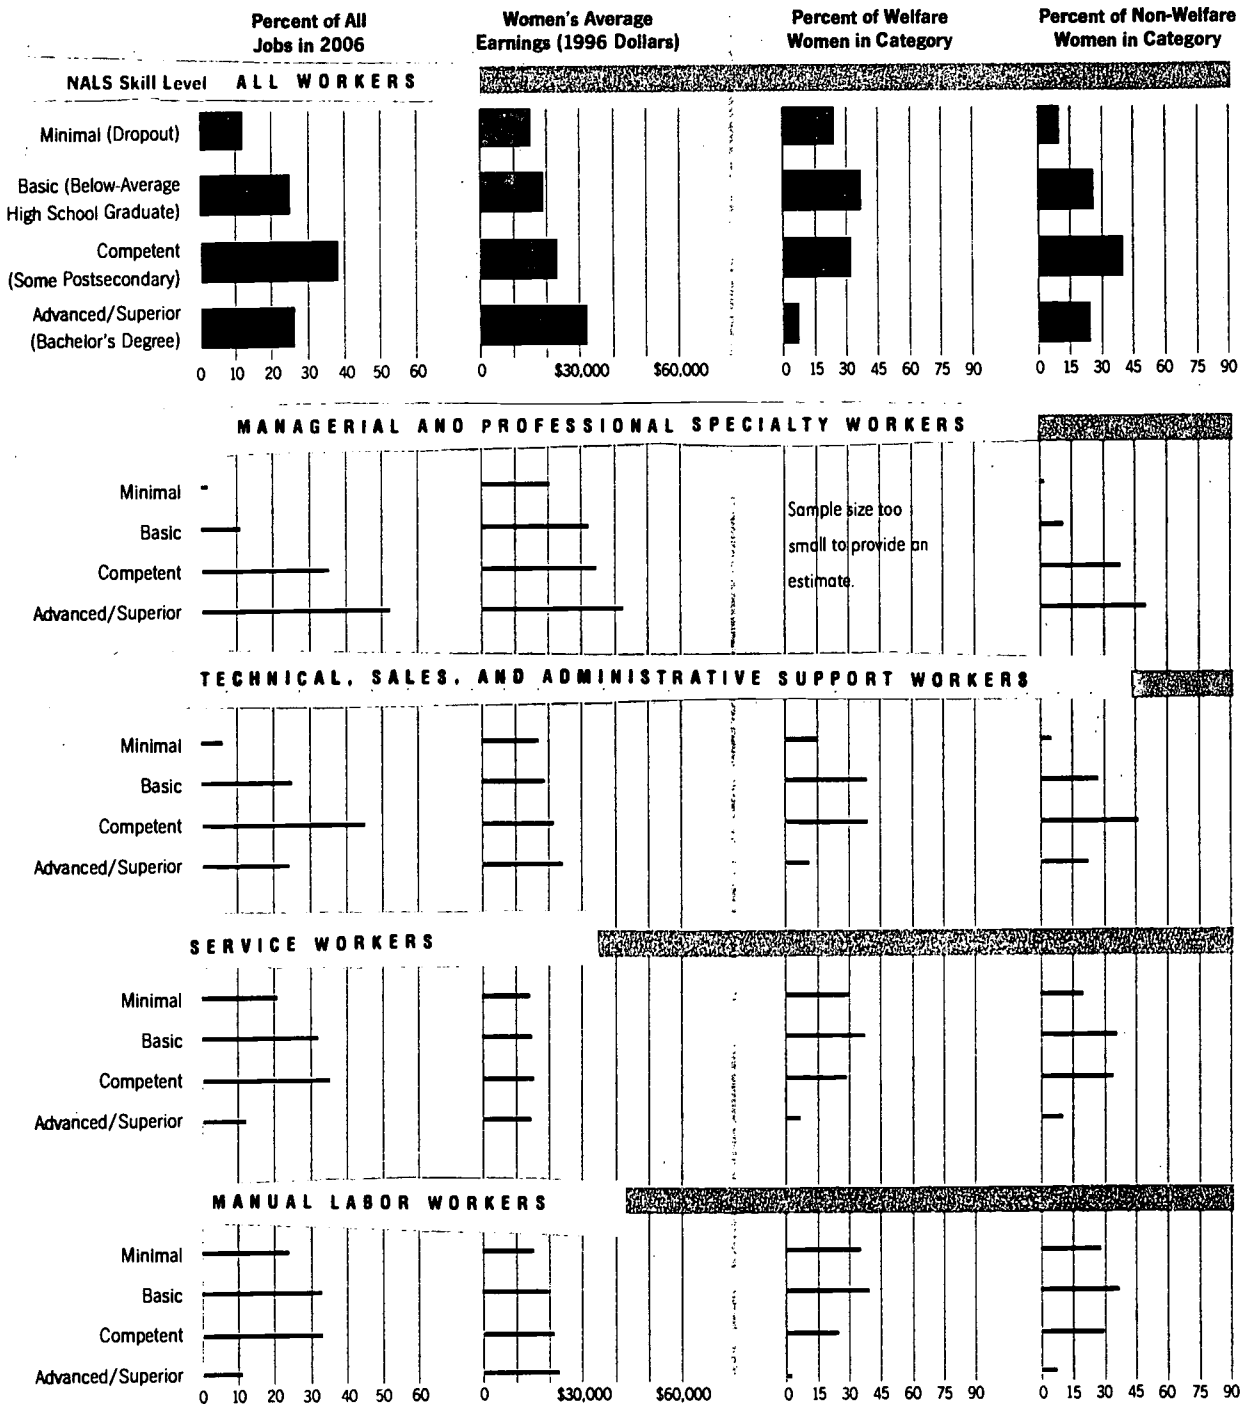 Percent of All
Jobs in 2006
Women's Average
Earnings (1996 Dollars)
Percent of Welfare
Women in Category
Percent of Non-Welfare
Women in Category
NALS Skill Level ALL WORKERS
Minimal (Dropout)
Basic (Below-Average
High School Graduate)
Competent
(Some Postsecondary)
Advanced/Superior
(Bachelor's Degree)
0 10 20 30 40 50 60 0 $30,000 $60,000 0 15 30 45 60 75 90 0 15 30 45 60 75 90
MANAGERIAL AND PROFESSIONAL SPECIALTY WORKERS
Minimal
Basic
Competent
Advanced/Superior
Sample size too
small to provide an
estimate.
TECHNICAL, SALES, AND ADMINISTRATIVE SUPPORT WORKERS
Minimal
Basic
Competent
Advanced/Superior
SERVICE WORKERS
Minimal
Basic
Competent
Advanced/Superior
MANUAL LABOR WORKERS
Minimal
Basic
Competent
Advanced/Superior
0 10 20 30 40 50 60 0 $30,000 $60,000 0 15 30 45 60 75 90 0 15 30 45 60 75 90